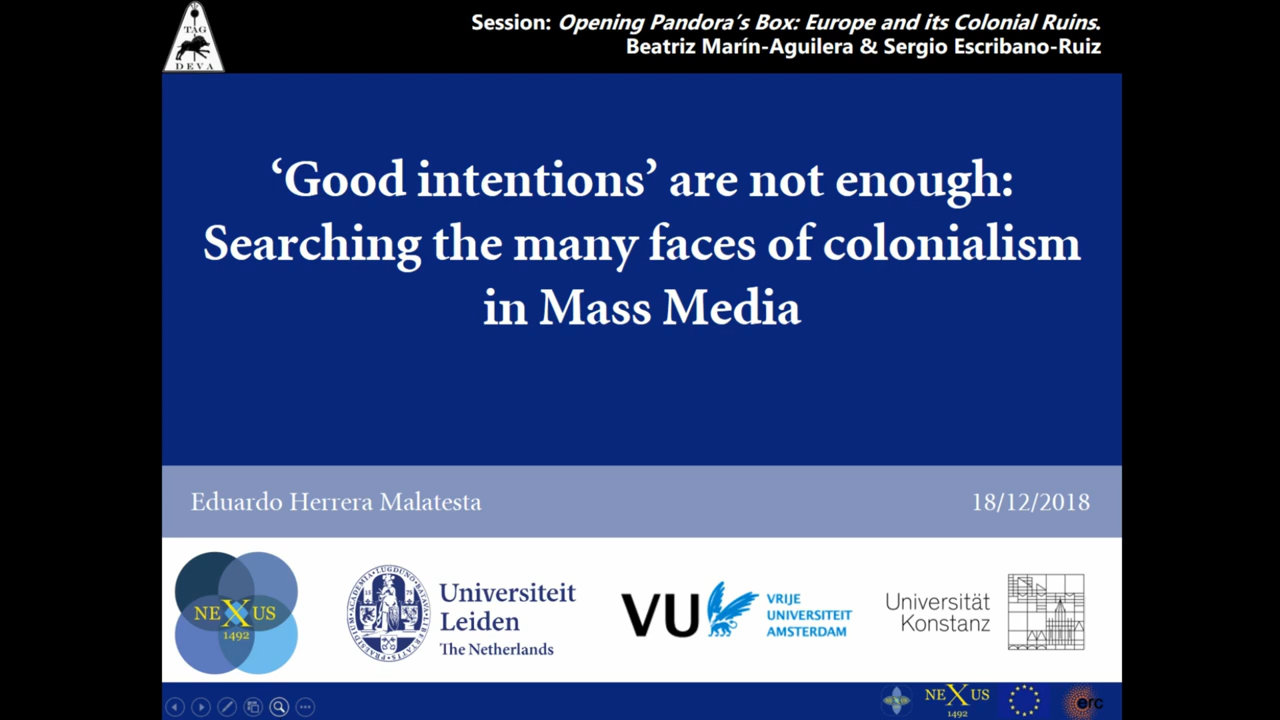 TAG
DEVA
Session: Opening Pandora's Box: Europe and its Colonial Ruins.
Beatriz Marín-Aguilera & Sergio Escribano-Ruiz
‘Good intentions’ are not enough:
Searching the many faces of colonialism
in Mass Media
Eduardo Herrera Malatesta
18/12/2018
NEXUS
1492
Universiteit
Leiden
The Netherlands
VU
VRIJE
UNIVERSITEIT
AMSTERDAM
Universität
Konstanz
NEXUS
1492
erc